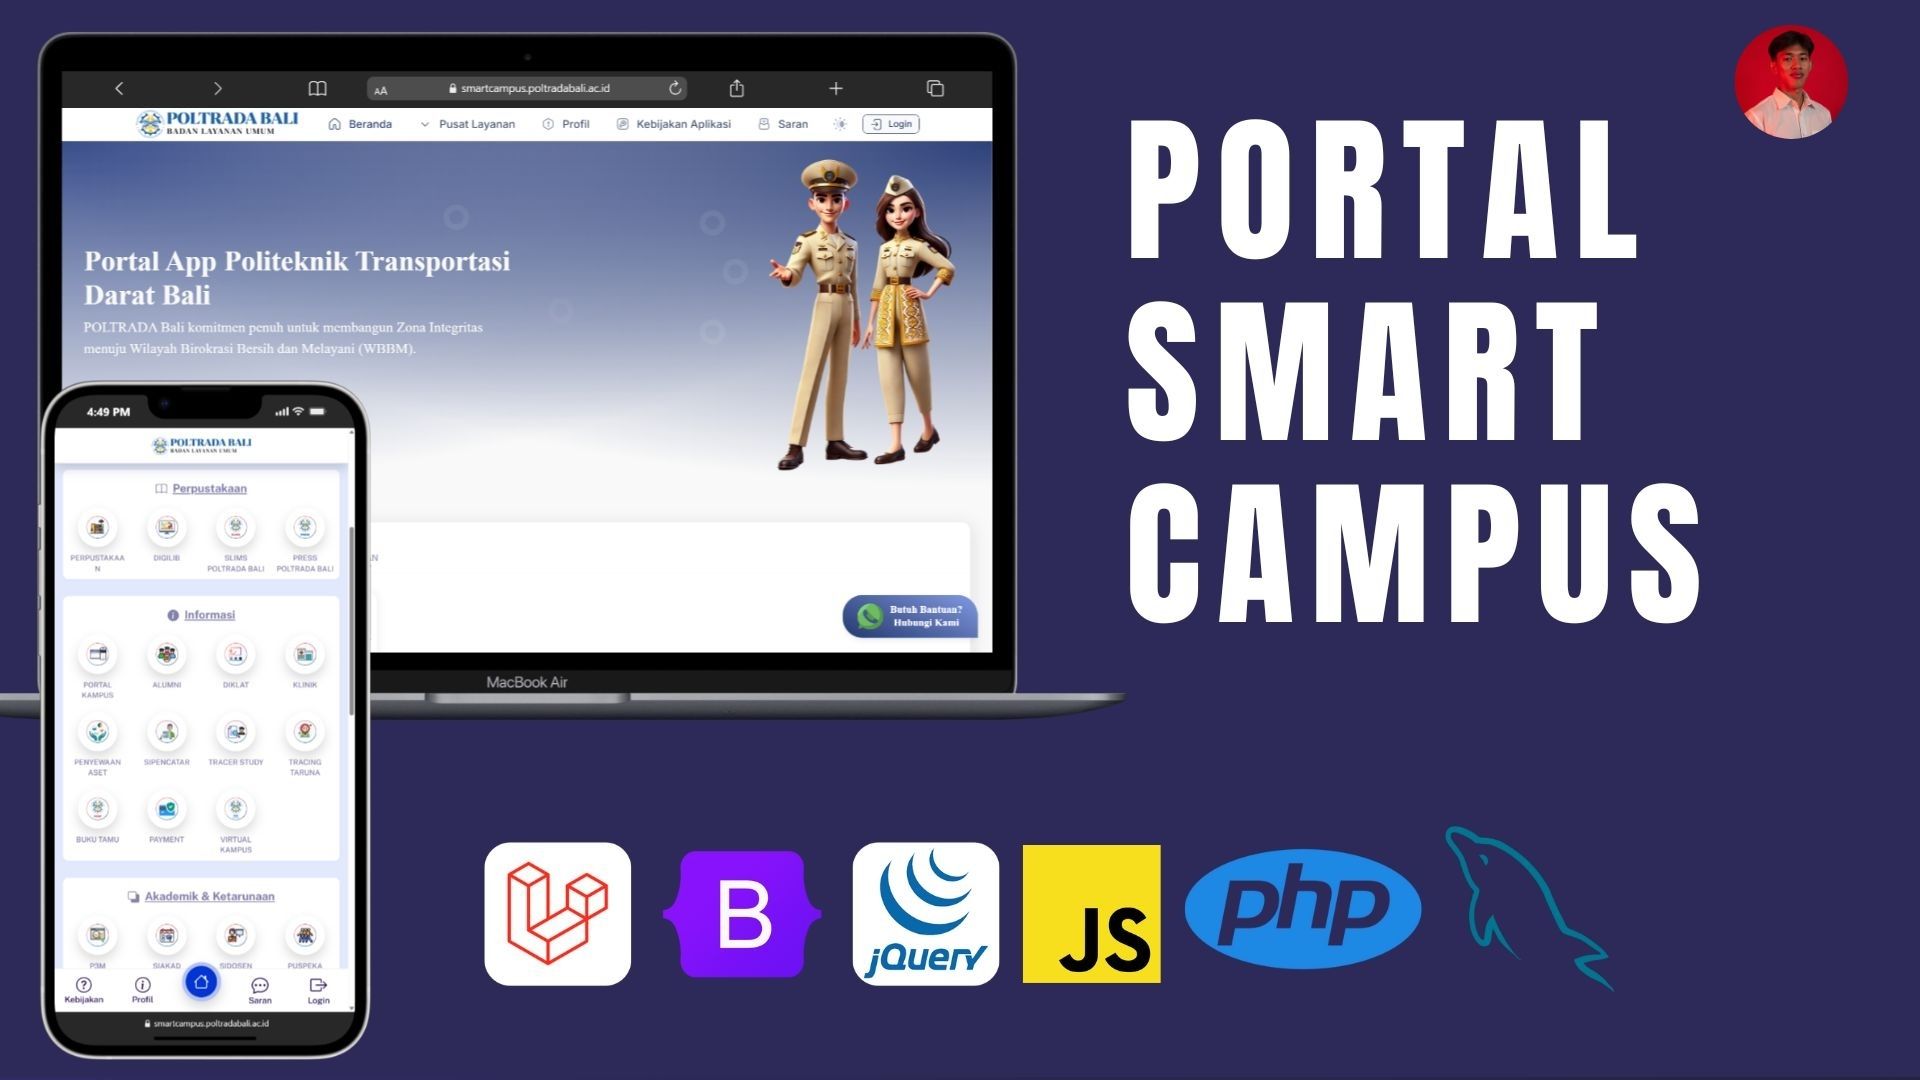 smartcampus.poltradabali.ac.id
AA
POLTRADA BALI
BADAN LAYANAN UMUM
Beranda
Pusat Layanan
Profil
Kebijakan Aplikasi
Saran
Login
Portal App Politeknik Transportasi
Darat Bali
POLTRADA Bali komitmen penuh untuk membangun Zona Integritas
menuju Wilayah Birokrasi Bersih dan Melayani (WBBM).
AN
Butuh Bantuan?
Hubungi Kami
MacBook Air
4:49 PM
POLTRADA BALI
BADAN LAYANAN UMUM
Perpustakaan
PERPUSTAKAA
N
DIGILIB
SLIMS
POLTRADA BALI
PRESS
POLTRADA BALI
Informasi
PORTAL
KAMPUS
ALUMNI
DIKLAT
KLINIK
PENYEWAAN
ASET
SIPENCATAR
TRACER STUDY
TRACING
TARUNA
BUKU TAMU
PAYMENT
VIRTUAL
KAMPUS
Akademik & Ketarunaan
P3M
SIAKAD
SIDOSEN
PUSPEKA
Kebijakan
Profil
Saran
Login
smartcampus.poltradabali.ac.id
PORTAL
SMART
CAMPUS
B
jQuery
JS
php